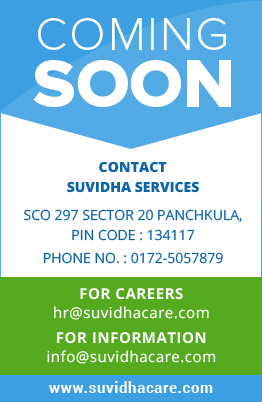 COMING
SOON
CONTACT
SUVIDHA SERVICES
SCO 297 SECTOR 20 PANCHKULA,
PIN CODE : 134117
PHONE NO. : 0172-5057879
FOR CAREERS
hr@suvidhacare.com
FOR INFORMATION
info@suvidhacare.com
www.suvidhacare.com